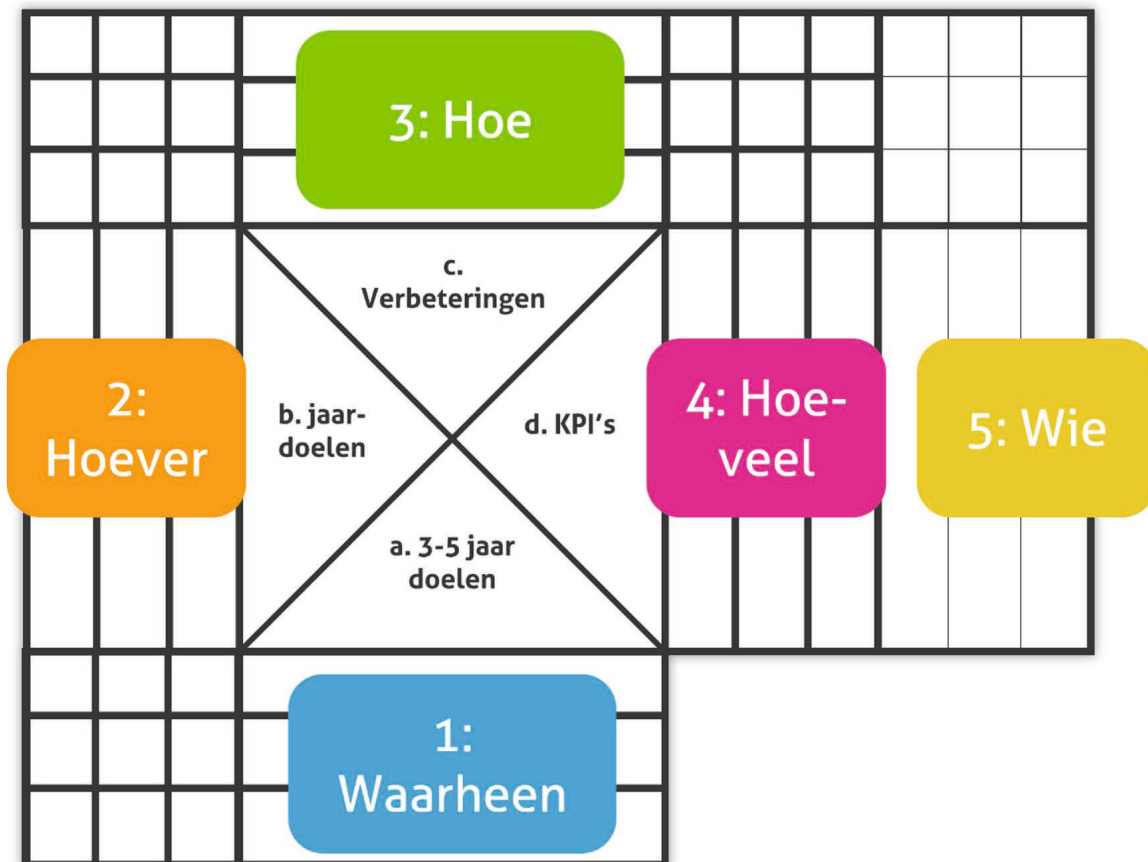 3: Hoe
c.
Verbeteringen
2:
Hoever
b. jaar-
doelen
d. KPI's
4: Hoe-
veel
5: Wie
a. 3-5 jaar
doelen
1:
Waarheen